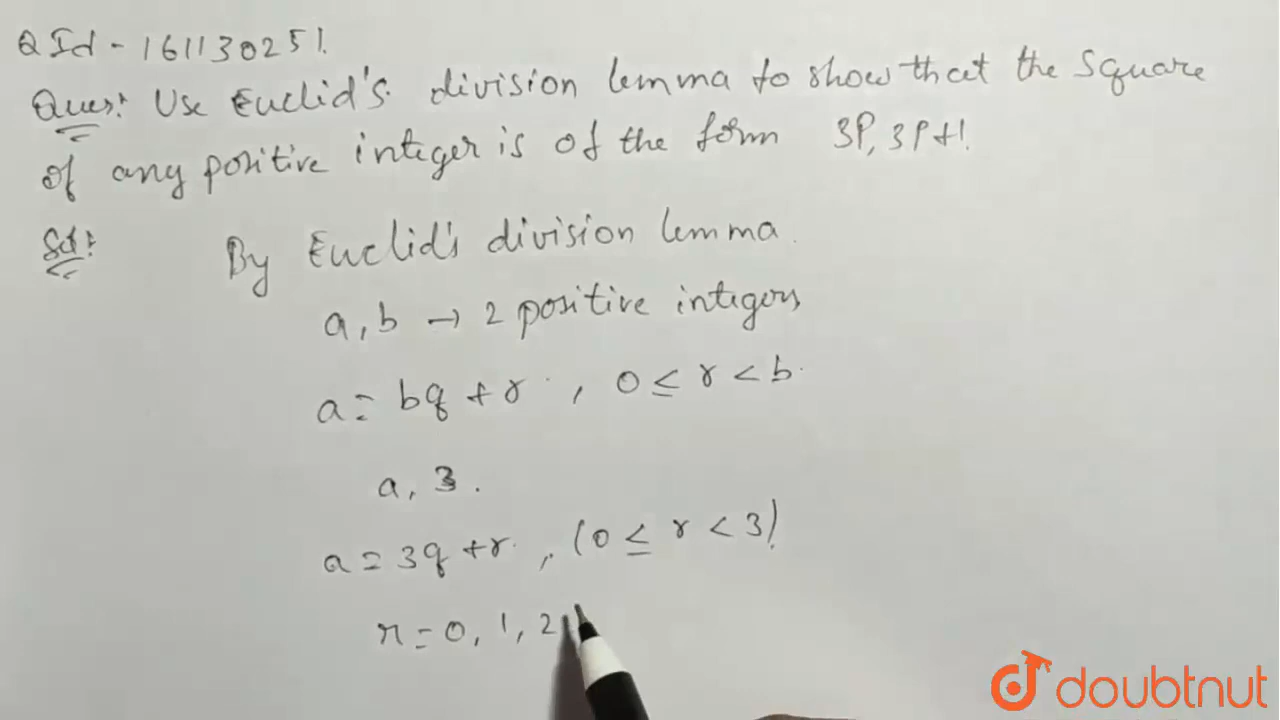 Q Id - 161130251.
Ques: Use Euclid's division lemma to show that the square
of any positive integer is of the form 3P, 3P+1.
Sol:
By Euclid's division lemma.
a, b → 2 positive integers
a = bq + r , 0 ≤ r < b.
a, 3.
a = 3q + r , (0 ≤ r < 3)
r = 0, 1, 2
doubtnut